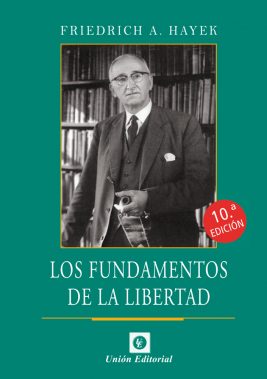 FRIEDRICH A. HAYEK
10.ª
EDICIÓN
LOS FUNDAMENTOS
DE LA LIBERTAD
Unión Editorial